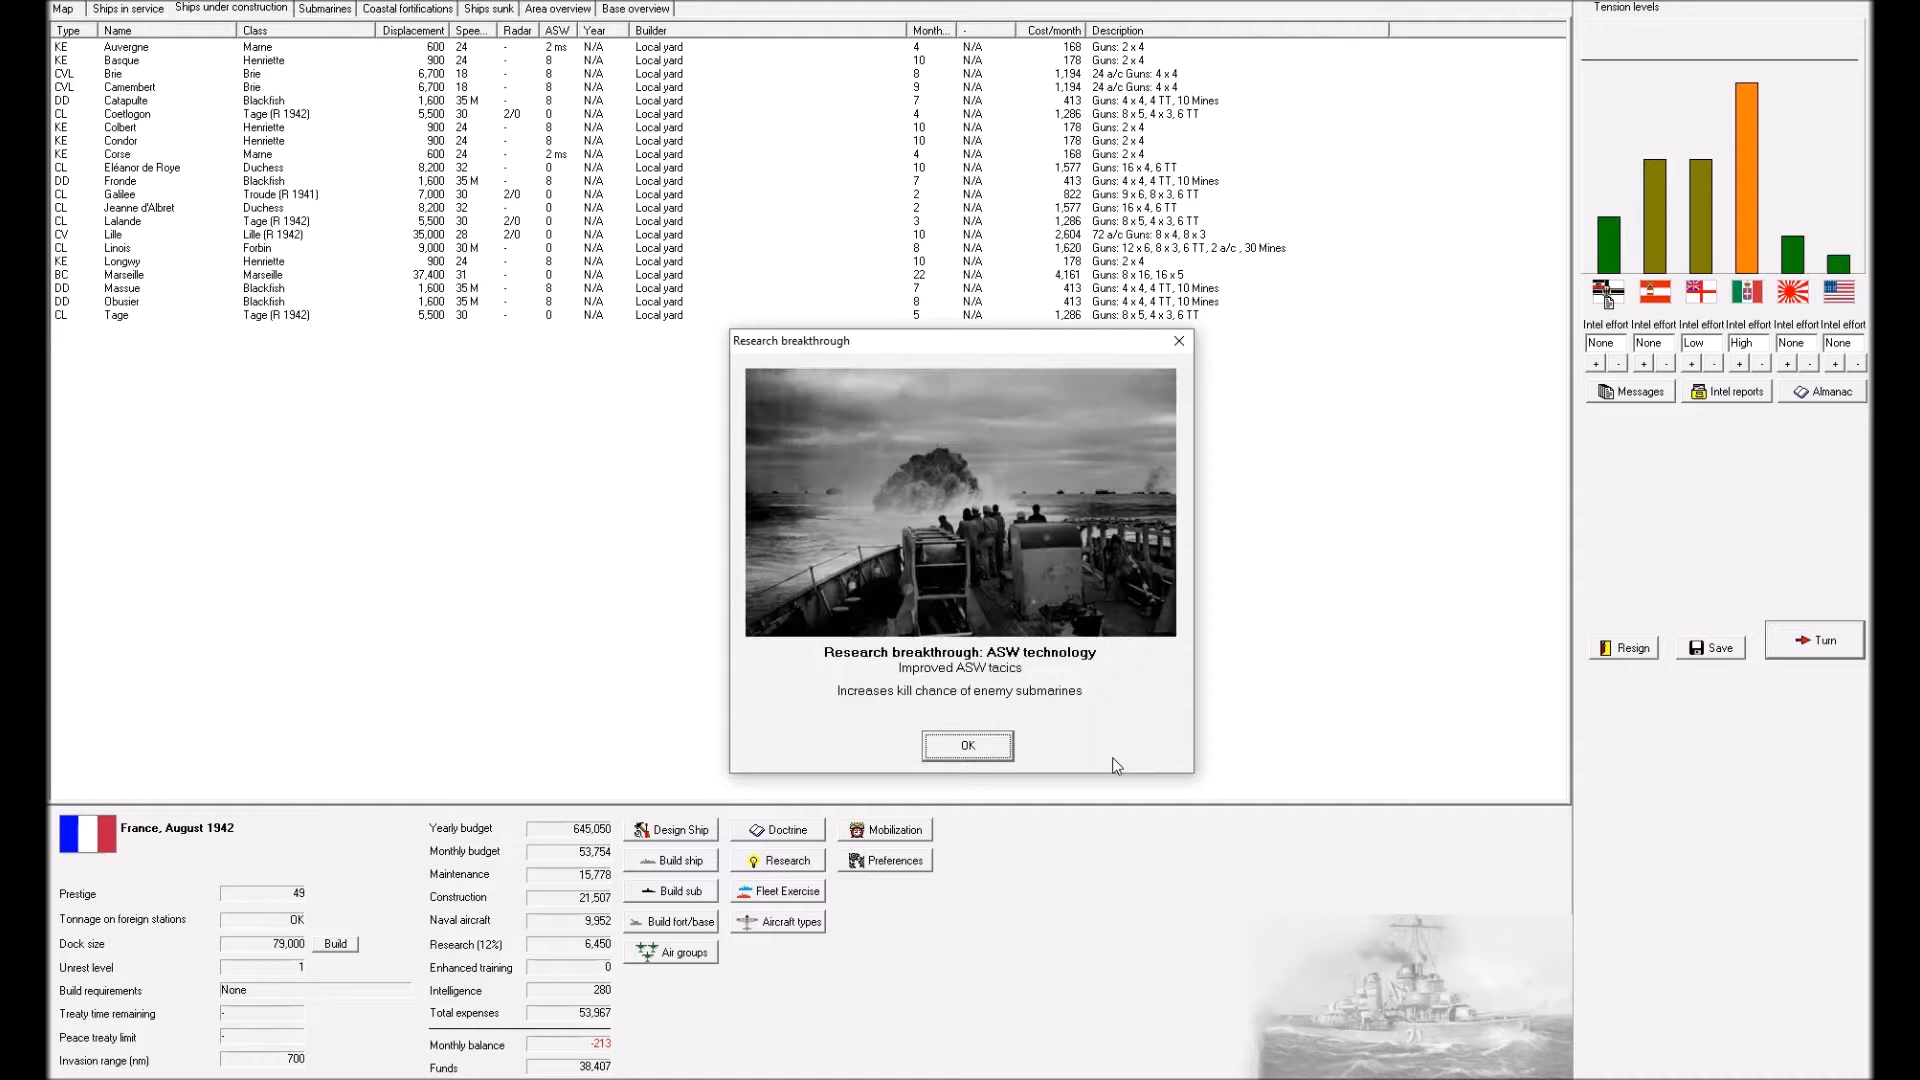 Map Ships in service Ships under construction Submarines Coastal fortifications Ships sunk Area overview Base overview
Tension levels
Type Name Class Displacement Spee... Radar ASW Year Builder Month... - Cost/month Description
KE Auvergne Marne 600 24 - 2 ms N/A Local yard 4 N/A 168 Guns: 2 x 4
KE Basque Henriette 900 24 - 8 N/A Local yard 10 N/A 178 Guns: 2 x 4
CVL Brie Brie 6,700 18 - 8 N/A Local yard 8 N/A 1,194 24 a/c Guns: 4 x 4
CVL Camembert Brie 6,700 18 - 8 N/A Local yard 9 N/A 1,194 24 a/c Guns: 4 x 4
DD Catapulte Blackfish 1,600 35 M - 8 N/A Local yard 7 N/A 413 Guns: 4 x 4, 4 TT, 10 Mines
CL Coetlogon Tage (R 1942) 5,500 30 2/0 0 N/A Local yard 4 N/A 1,286 Guns: 8 x 5, 4 x 3, 6 TT
KE Colbert Henriette 900 24 - 8 N/A Local yard 10 N/A 178 Guns: 2 x 4
KE Condor Henriette 900 24 - 8 N/A Local yard 10 N/A 178 Guns: 2 x 4
KE Corse Marne 600 24 - 2 ms N/A Local yard 4 N/A 168 Guns: 2 x 4
CL Eléanor de Roye Duchess 8,200 32 - 0 N/A Local yard 10 N/A 1,577 Guns: 16 x 4, 6 TT
DD Fronde Blackfish 1,600 35 M - 8 N/A Local yard 7 N/A 413 Guns: 4 x 4, 4 TT, 10 Mines
CL Galilee Troude (R 1941) 7,000 30 2/0 0 N/A Local yard 2 N/A 822 Guns: 9 x 6, 8 x 3, 6 TT
CL Jeanne d'Albret Duchess 8,200 32 - 0 N/A Local yard 2 N/A 1,577 Guns: 16 x 4, 6 TT
CL Lalande Tage (R 1942) 5,500 30 2/0 0 N/A Local yard 3 N/A 1,286 Guns: 8 x 5, 4 x 3, 6 TT
CV Lille Lille (R 1942) 35,000 28 2/0 0 N/A Local yard 10 N/A 2,604 72 a/c Guns: 8 x 4, 8 x 3
CL Linois Forbin 9,000 30 M - 0 N/A Local yard 8 N/A 1,620 Guns: 12 x 6, 8 x 3, 6 TT, 2 a/c , 30 Mines
KE Longwy Henriette 900 24 - 8 N/A Local yard 10 N/A 178 Guns: 2 x 4
BC Marseille Marseille 37,400 31 - 0 N/A Local yard 22 N/A 4,161 Guns: 8 x 16, 16 x 5
DD Massue Blackfish 1,600 35 M - 8 N/A Local yard 7 N/A 413 Guns: 4 x 4, 4 TT, 10 Mines
DD Obusier Blackfish 1,600 35 M - 8 N/A Local yard 8 N/A 413 Guns: 4 x 4, 4 TT, 10 Mines
CL Tage Tage (R 1942) 5,500 30 - 0 N/A Local yard 5 N/A 1,286 Guns: 8 x 5, 4 x 3, 6 TT
Intel effort Intel effort Intel effort Intel effort Intel effort Intel effort
None None Low High None None
+ - + - + - + - + - + -
Messages Intel reports Almanac
Resign Save Turn
Research breakthrough
Research breakthrough: ASW technology
Improved ASW tacics
Increases kill chance of enemy submarines
OK
France, August 1942
Prestige 49
Tonnage on foreign stations OK
Dock size 79,000 Build
Unrest level 1
Build requirements None
Treaty time remaining -
Peace treaty limit -
Invasion range (nm) 700
Yearly budget 645,050
Monthly budget 53,754
Maintenance 15,778
Construction 21,507
Naval aircraft 9,952
Research (12%) 6,450
Enhanced training 0
Intelligence 280
Total expenses 53,967
Monthly balance -213
Funds 38,407
Design Ship Doctrine Mobilization
Build ship Research Preferences
Build sub Fleet Exercise
Build fort/base Aircraft types
Air groups